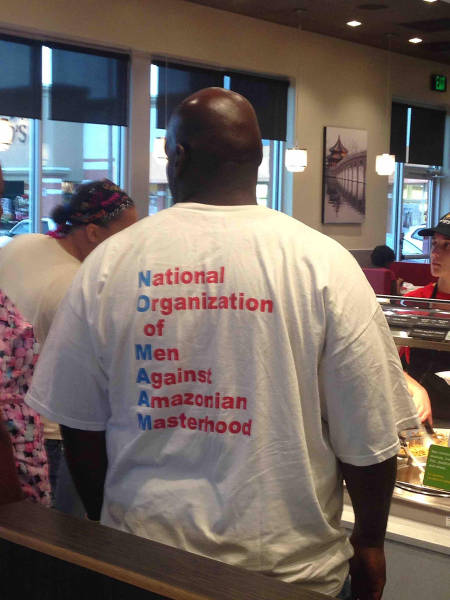 National
Organization
of
Men
Against
Amazonian
Masterhood